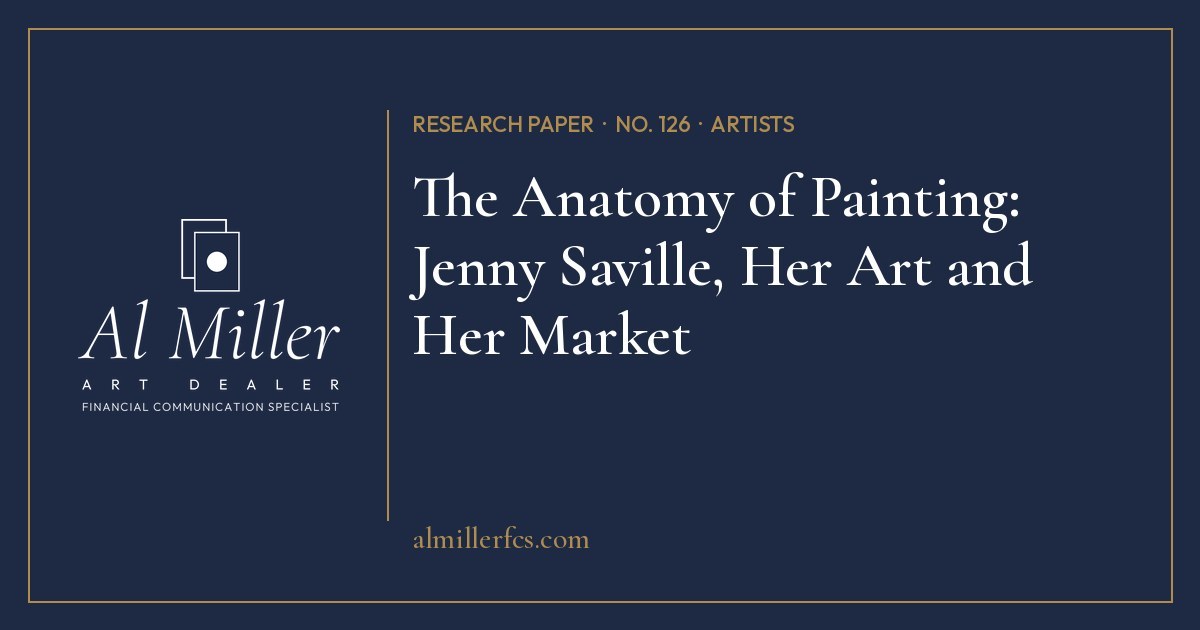 Al Miller
ART DEALER
FINANCIAL COMMUNICATION SPECIALIST
RESEARCH PAPER · NO. 126 · ARTISTS
The Anatomy of Painting:
Jenny Saville, Her Art and
Her Market
almillerfcs.com